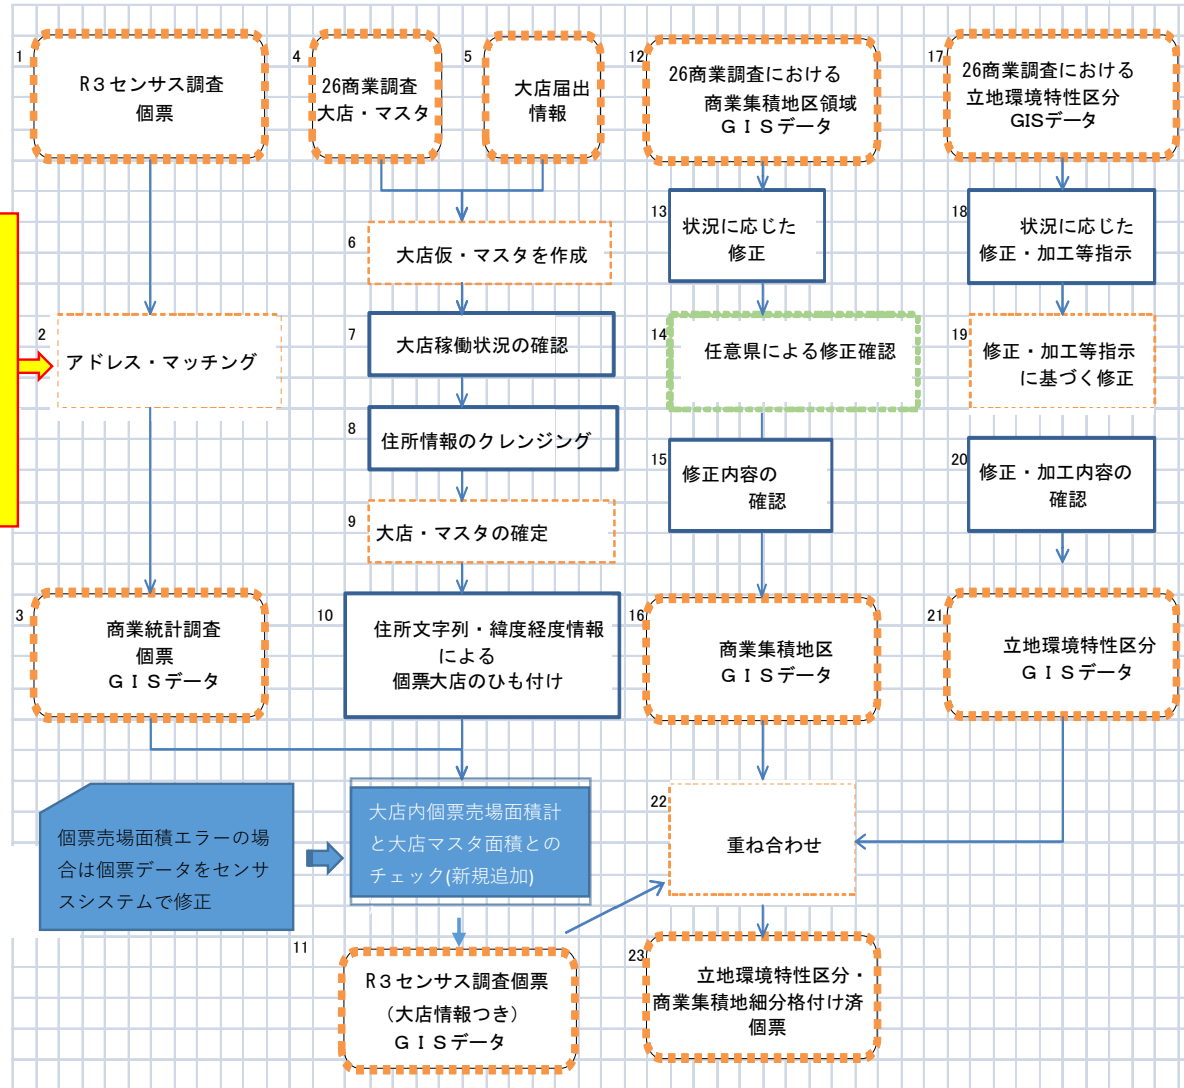 1
R3センサス調査
個票
2
アドレス・マッチング
3
商業統計調査
個票
GISデータ
4
26商業調査
大店・マスタ
5
大店届出
情報
6
大店仮・マスタを作成
7
大店稼働状況の確認
8
住所情報のクレンジング
9
大店・マスタの確定
10
住所文字列・緯度経度情報
による
個票大店のひも付け
個票売場面積エラーの場
合は個票データをセンサ
スシステムで修正
大店内個票売場面積計
と大店マスタ面積との
チェック(新規追加)
11
R3センサス調査個票
(大店情報つき)
GISデータ
12
26商業調査における
商業集積地区領域
GISデータ
13
状況に応じた
修正
14
任意県による修正確認
15
修正内容の
確認
16
商業集積地区
GISデータ
17
26商業調査における
立地環境特性区分
GISデータ
18
状況に応じた
修正・加工等指示
19
修正・加工等指示
に基づく修正
20
修正・加工内容の
確認
21
立地環境特性区分
GISデータ
22
重ね合わせ
23
立地環境特性区分・
商業集積地細分格付け済
個票